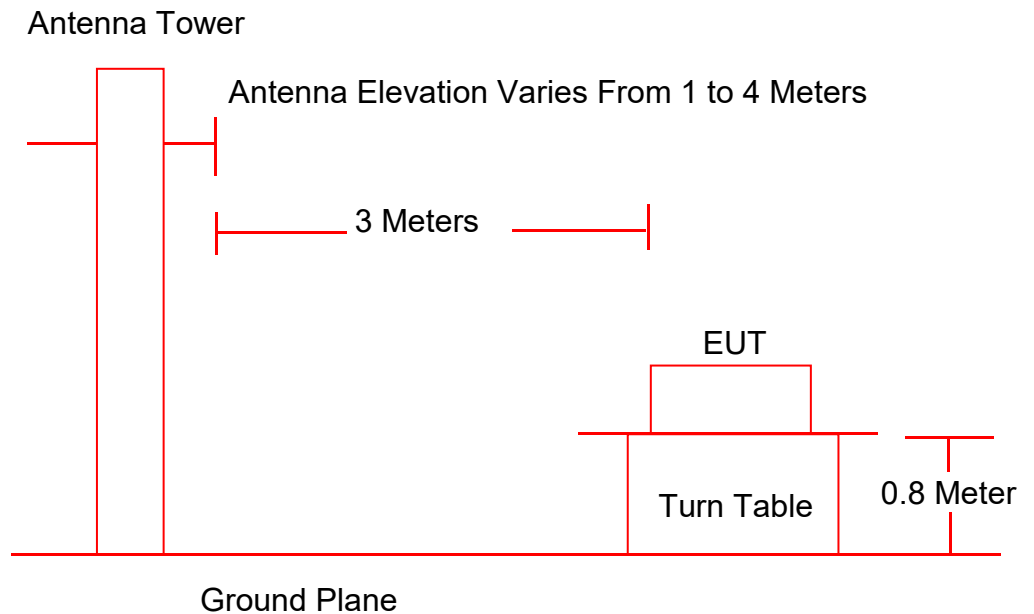 Antenna Tower
Antenna Elevation Varies From 1 to 4 Meters
3 Meters
EUT
Turn Table
0.8 Meter
Ground Plane